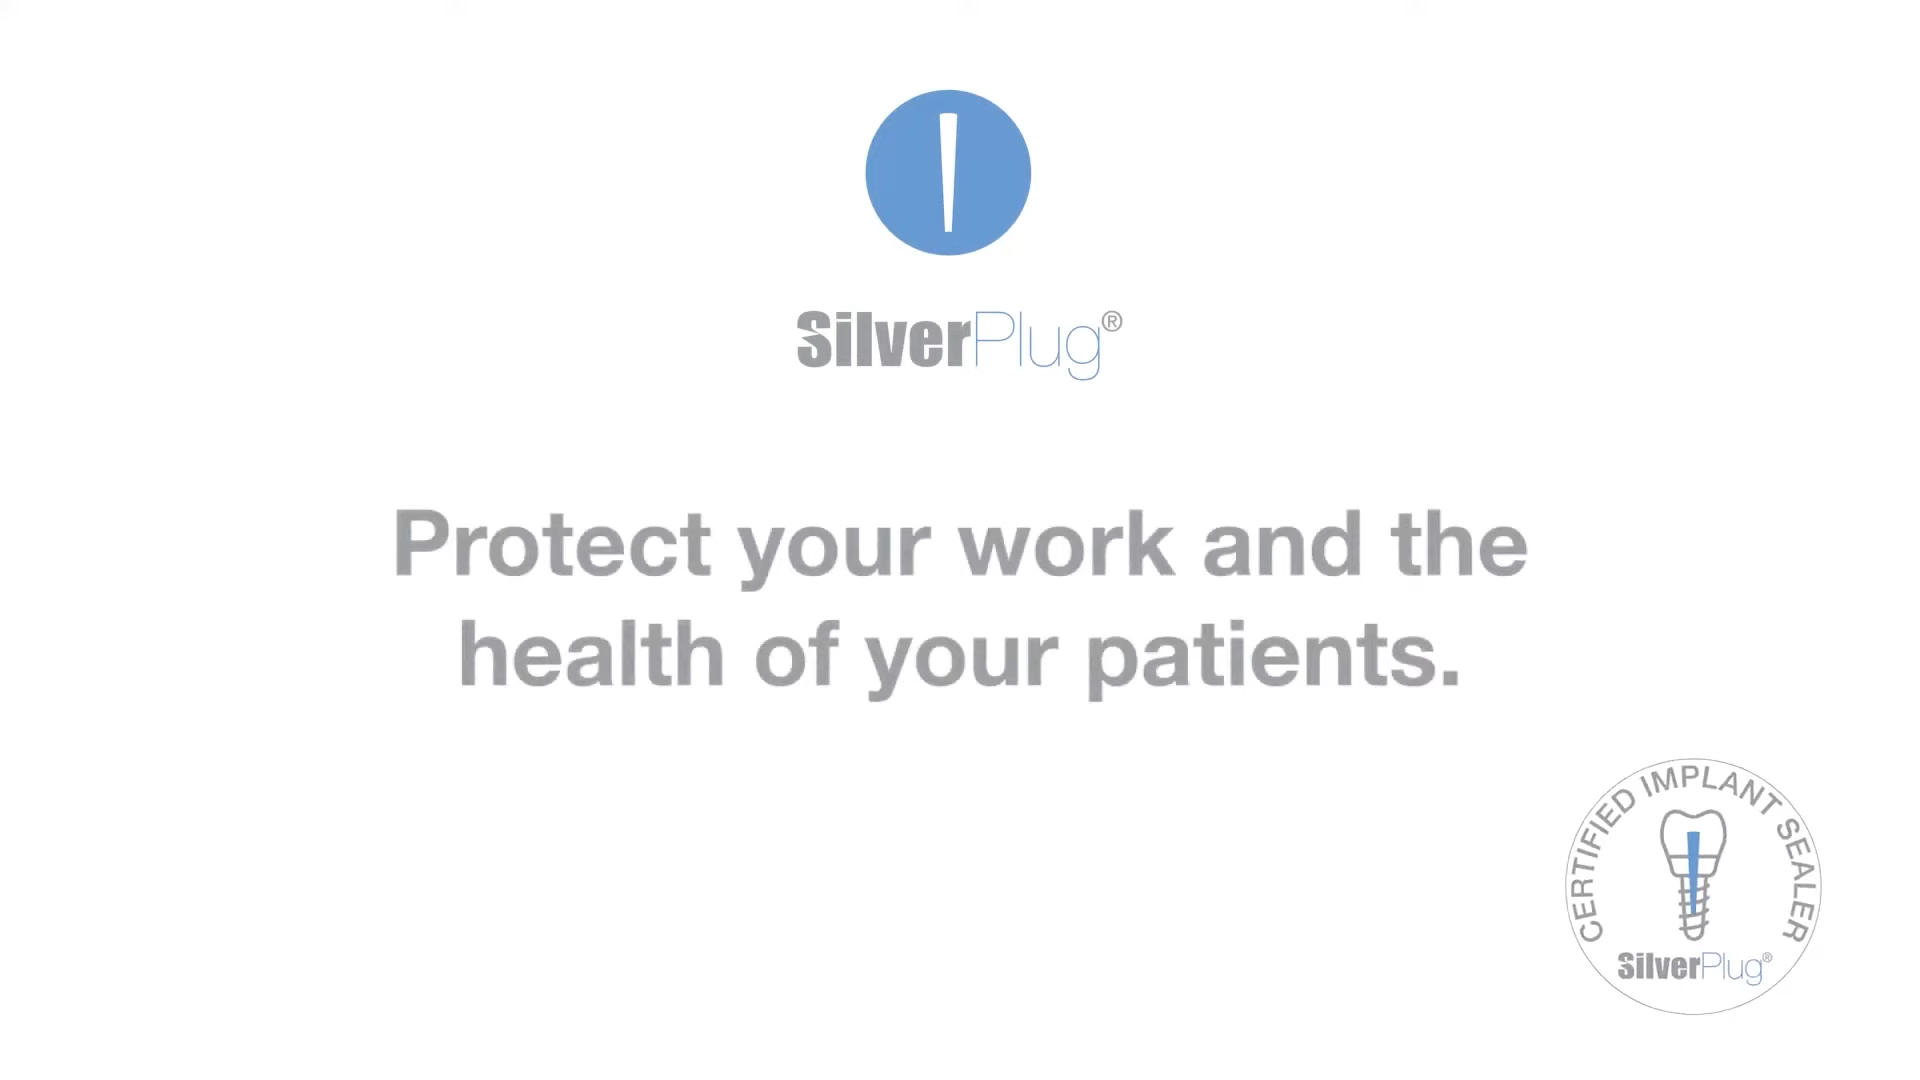 SilverPlug®
Protect your work and the
health of your patients.
CERTIFIED IMPLANT SEALER
SilverPlug®